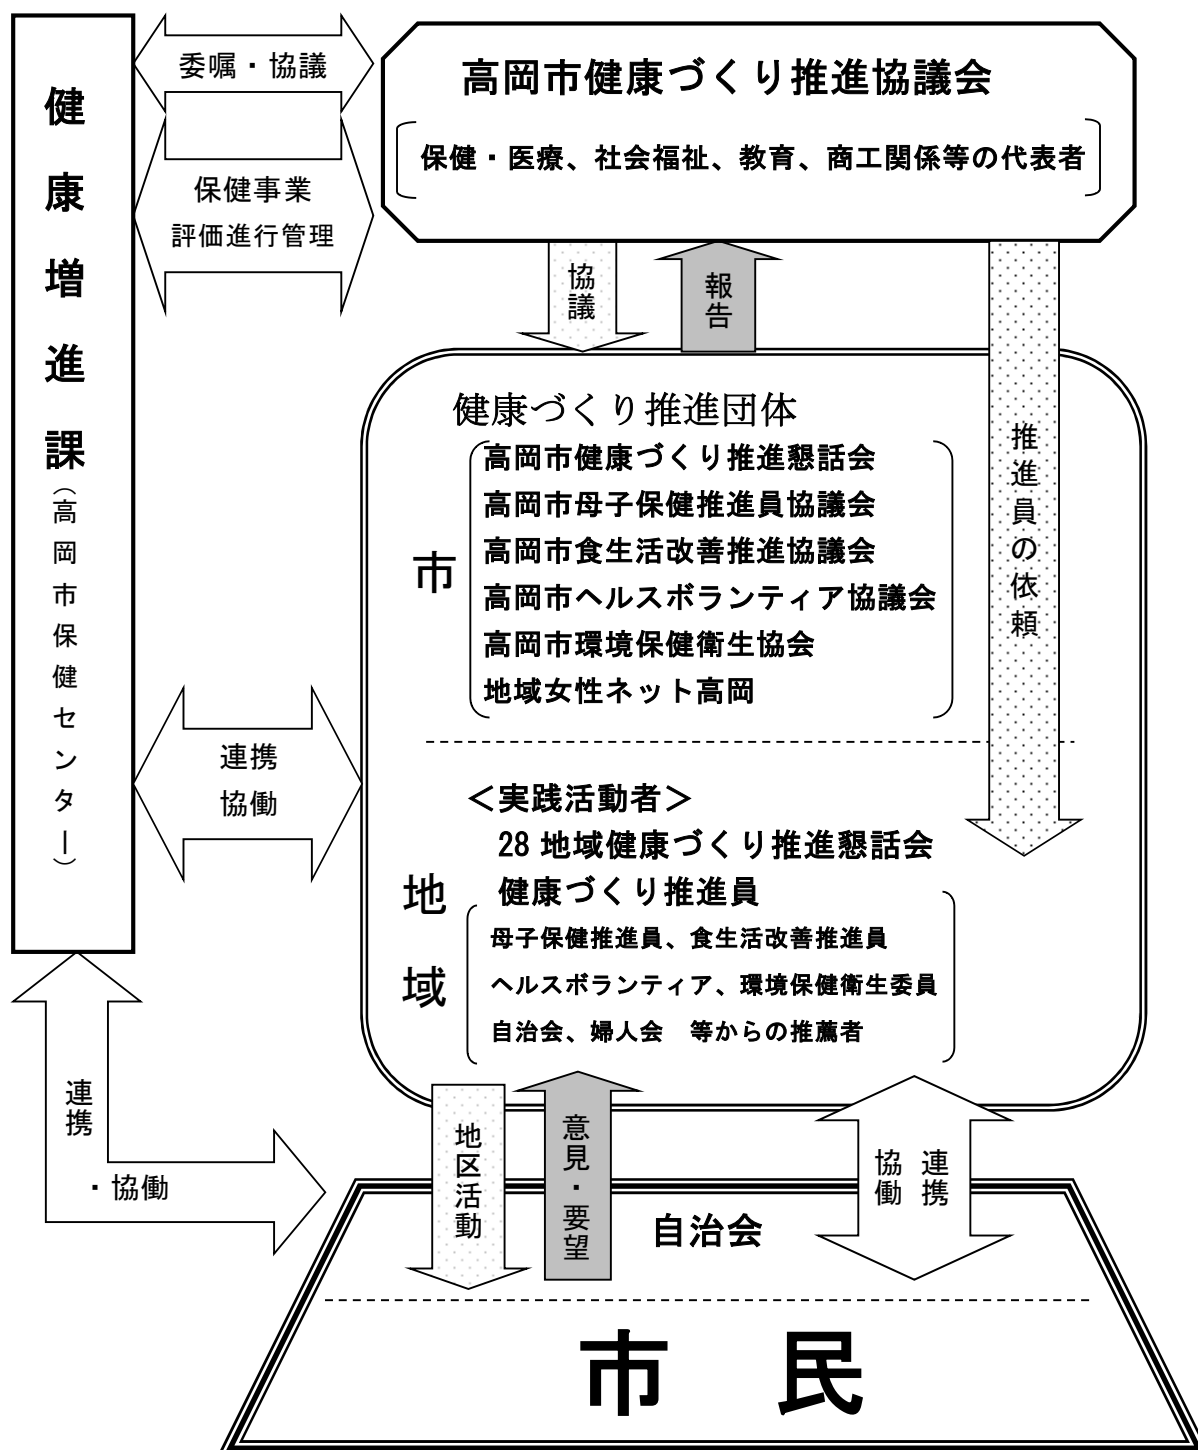 健康増進課（高岡市保健センター）
委嘱・協議
保健事業
評価進行管理
高岡市健康づくり推進協議会
保健・医療、社会福祉、教育、商工関係等の代表者
協議
報告
推進員の依頼
健康づくり推進団体
市
高岡市健康づくり推進懇話会
高岡市母子保健推進員協議会
高岡市食生活改善推進協議会
高岡市ヘルスボランティア協議会
高岡市環境保健衛生協会
地域女性ネット高岡
連携
協働
地域
＜実践活動者＞
28 地域健康づくり推進懇話会
健康づくり推進員
母子保健推進員、食生活改善推進員
ヘルスボランティア、環境保健衛生委員
自治会、婦人会　等からの推薦者
連携
・協働
地区活動
意見・要望
連携
協働
自治会
市　民